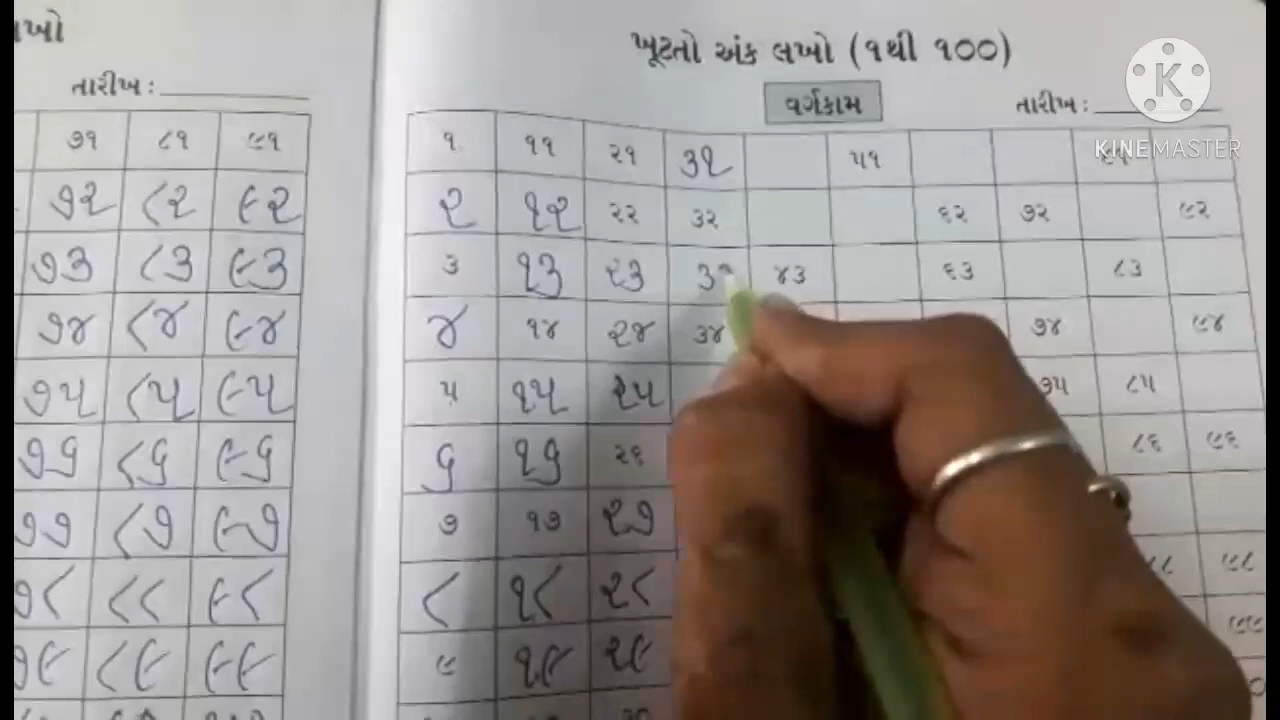 ખૂટતો અંક લખો (૧થી ૧૦૦)
K
KINEMASTER
વર્ગકામ
તારીખ :
૧ ૧૧ ૨૧ ૩૧ ૫૧
૨ ૧૨ ૨૨ ૩૨ ૬૨ ૭૨ ૯૨
૩ ૧૩ ૨૩ ૪૩ ૬૩ ૮૩
૪ ૧૪ ૨૪ ૩૪ ૭૪ ૯૪
૫ ૧૫ ૨૫ ૭૫ ૮૫
૬ ૧૬ ૨૬ ૮૬ ૯૬
૭ ૧૭ ૨૭
૮ ૧૮ ૨૮ ૯૮
૯ ૧૯ ૨૯
તારીખ :
૭૧ ૮૧ ૯૧
૭૨ ૮૨ ૯૨
૭૩ ૮૩ ૯૩
૭૪ ૮૪ ૯૪
૭૫ ૮૫ ૯૫
૭૬ ૮૬ ૯૬
૭૭ ૮૭ ૯૭
૭૮ ૮૮ ૯૮
૭૯ ૮૯ ૯૯